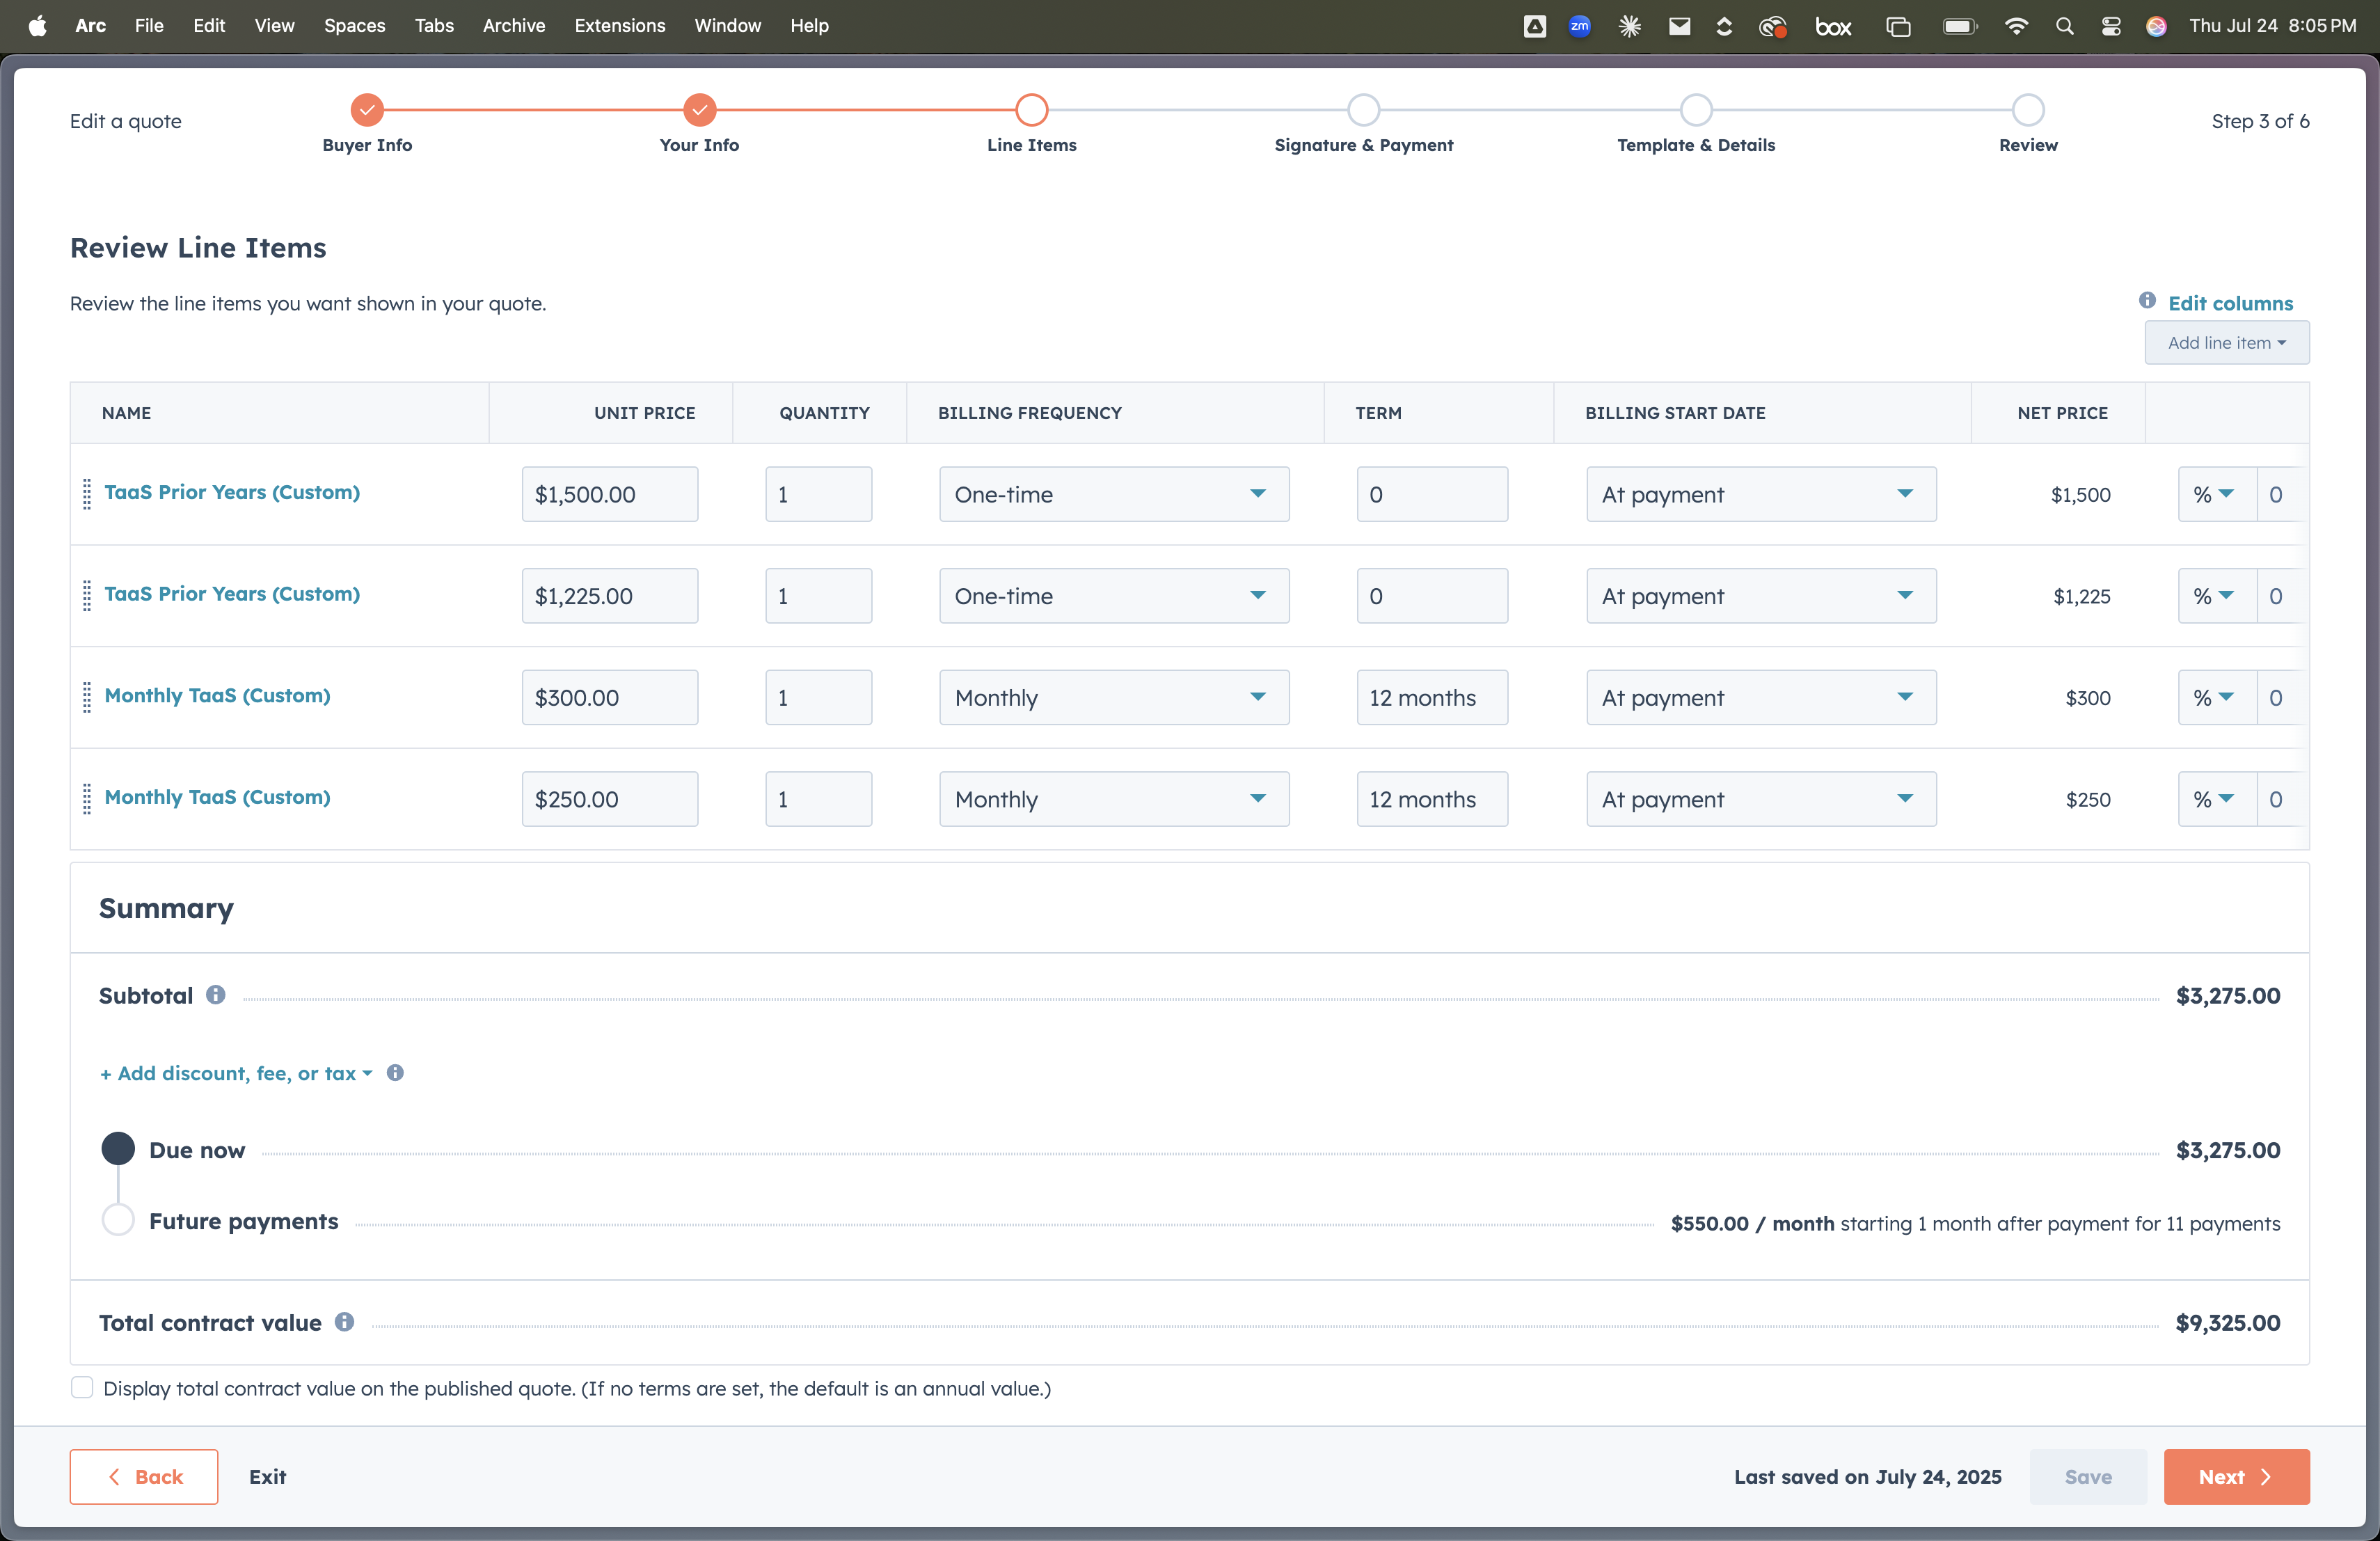 Arc File Edit View Spaces Tabs Archive Extensions Window Help zm box Thu Jul 24 8:05 PM
Edit a quote
Buyer Info Your Info Line Items Signature & Payment Template & Details Review
Step 3 of 6
Review Line Items
Review the line items you want shown in your quote.
Edit columns
Add line item
NAME UNIT PRICE QUANTITY BILLING FREQUENCY TERM BILLING START DATE NET PRICE
TaaS Prior Years (Custom) $1,500.00 1 One-time 0 At payment $1,500 % 0
TaaS Prior Years (Custom) $1,225.00 1 One-time 0 At payment $1,225 % 0
Monthly TaaS (Custom) $300.00 1 Monthly 12 months At payment $300 % 0
Monthly TaaS (Custom) $250.00 1 Monthly 12 months At payment $250 % 0
Summary
Subtotal $3,275.00
+ Add discount, fee, or tax
Due now $3,275.00
Future payments $550.00 / month starting 1 month after payment for 11 payments
Total contract value $9,325.00
Display total contract value on the published quote. (If no terms are set, the default is an annual value.)
Back Exit Last saved on July 24, 2025 Save Next